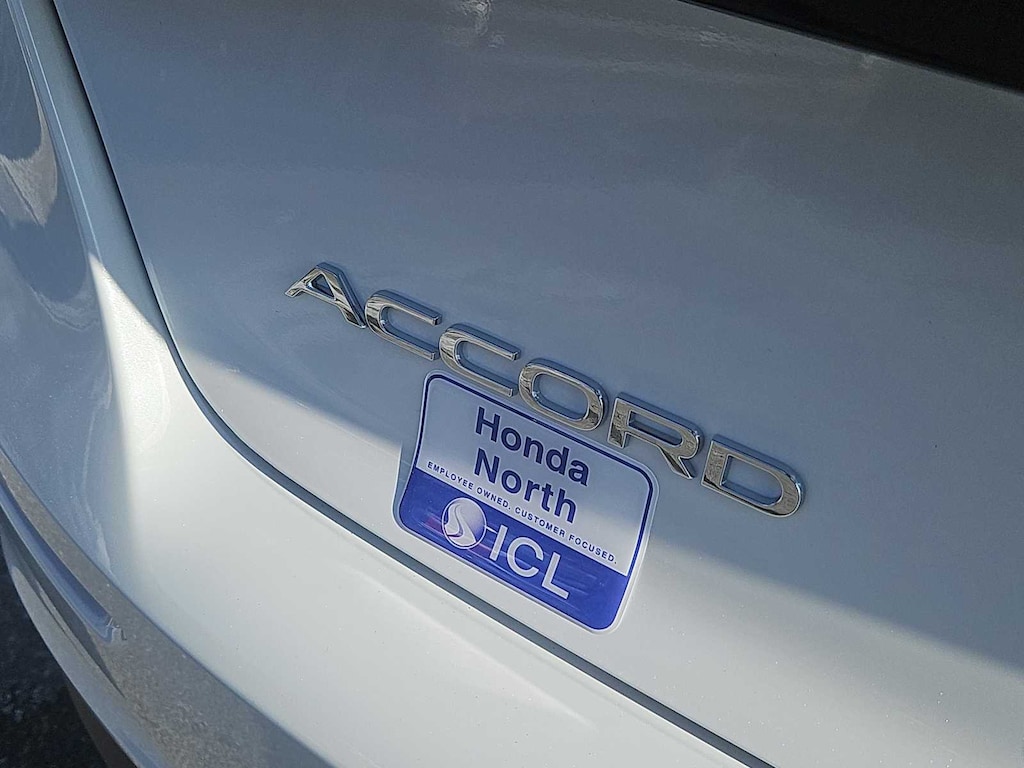 ACCORD
Honda
North
EMPLOYEE OWNED. CUSTOMER FOCUSED.
ICL